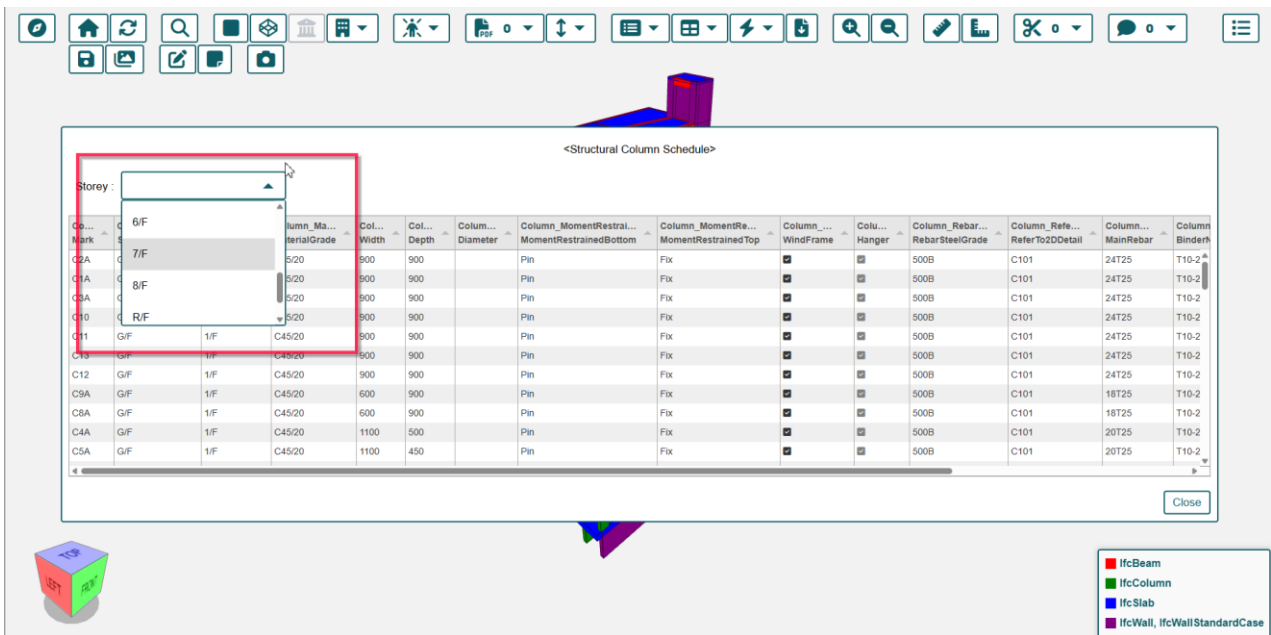 PDF 0
0
0
<Structural Column Schedule>
Storey :
6/F
7/F
8/F
R/F
Co... lumn_Ma... Col... Col... Colum... Column_MomentRestrai... Column_MomentRe... Column_... Colu... Column_Rebar... Column_Refe... Column... Column
Mark terialGrade Width Depth Diameter MomentRestrainedBottom MomentRestrainedTop WindFrame Hanger RebarSteelGrade ReferTo2DDetail MainRebar
C2A 5/20 900 900 Pin Fix 500B C101 24T25 T10-2
C1A 5/20 900 900 Pin Fix 500B C101 24T25 T10-2
C3A 5/20 900 900 Pin Fix 500B C101 24T25 T10-2
C10 5/20 900 900 Pin Fix 500B C101 24T25 T10-2
C11 G/F 1/F C45/20 900 900 Pin Fix 500B C101 24T25 T10-2
C13 G/F 1/F C45/20 900 900 Pin Fix 500B C101 24T25 T10-2
C12 G/F 1/F C45/20 900 900 Pin Fix 500B C101 24T25 T10-2
C9A G/F 1/F C45/20 600 900 Pin Fix 500B C101 18T25 T10-2
C8A G/F 1/F C45/20 600 900 Pin Fix 500B C101 18T25 T10-2
C4A G/F 1/F C45/20 1100 500 Pin Fix 500B C101 20T25 T10-2
C5A G/F 1/F C45/20 1100 450 Pin Fix 500B C101 20T25 T10-2
Close
TOP
LEFT
FRONT
IfcBeam
IfcColumn
IfcSlab
IfcWall, IfcWallStandardCase